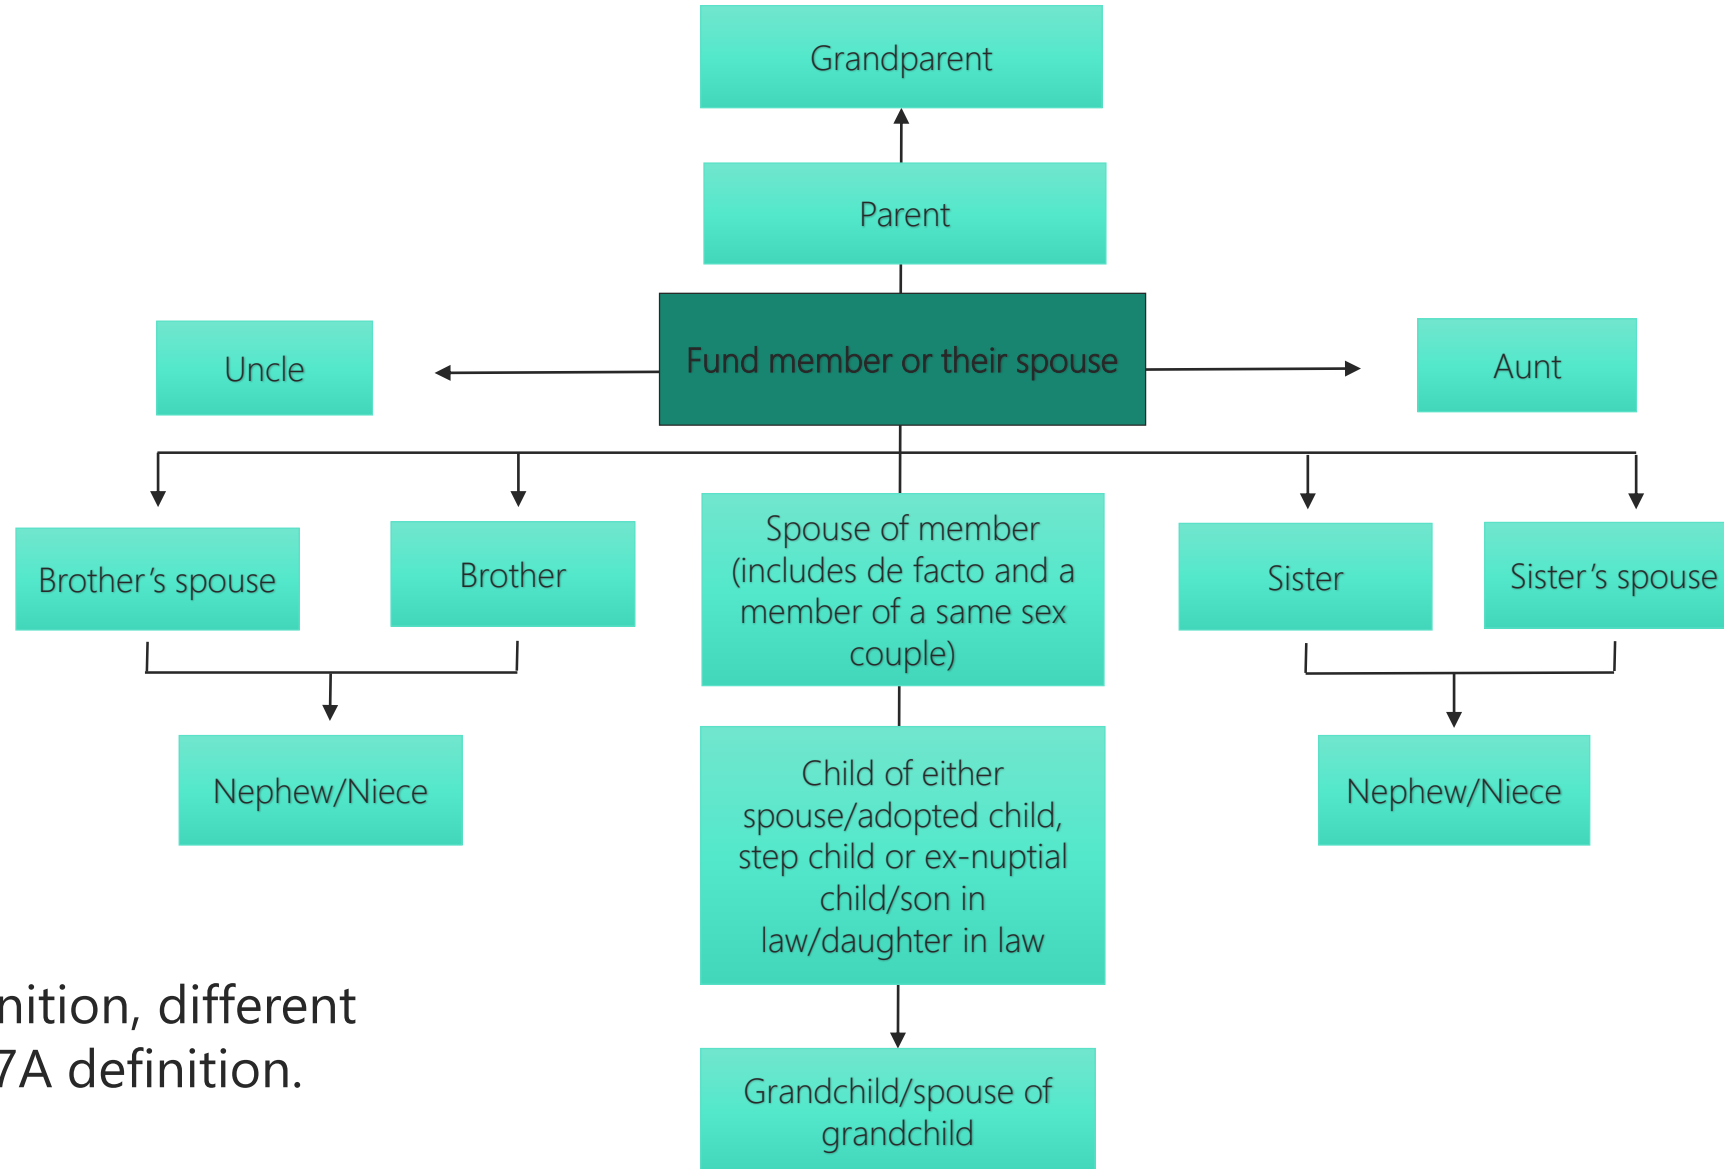 Grandparent
Parent
Fund member or their spouse
Uncle
Aunt
Brother’s spouse
Brother
Spouse of member
(includes de facto and a
member of a same sex
couple)
Sister
Sister’s spouse
Nephew/Niece
Child of either
spouse/adopted child,
step child or ex-nuptial
child/son in
law/daughter in law
Nephew/Niece
different
definition.
Grandchild/spouse of
grandchild